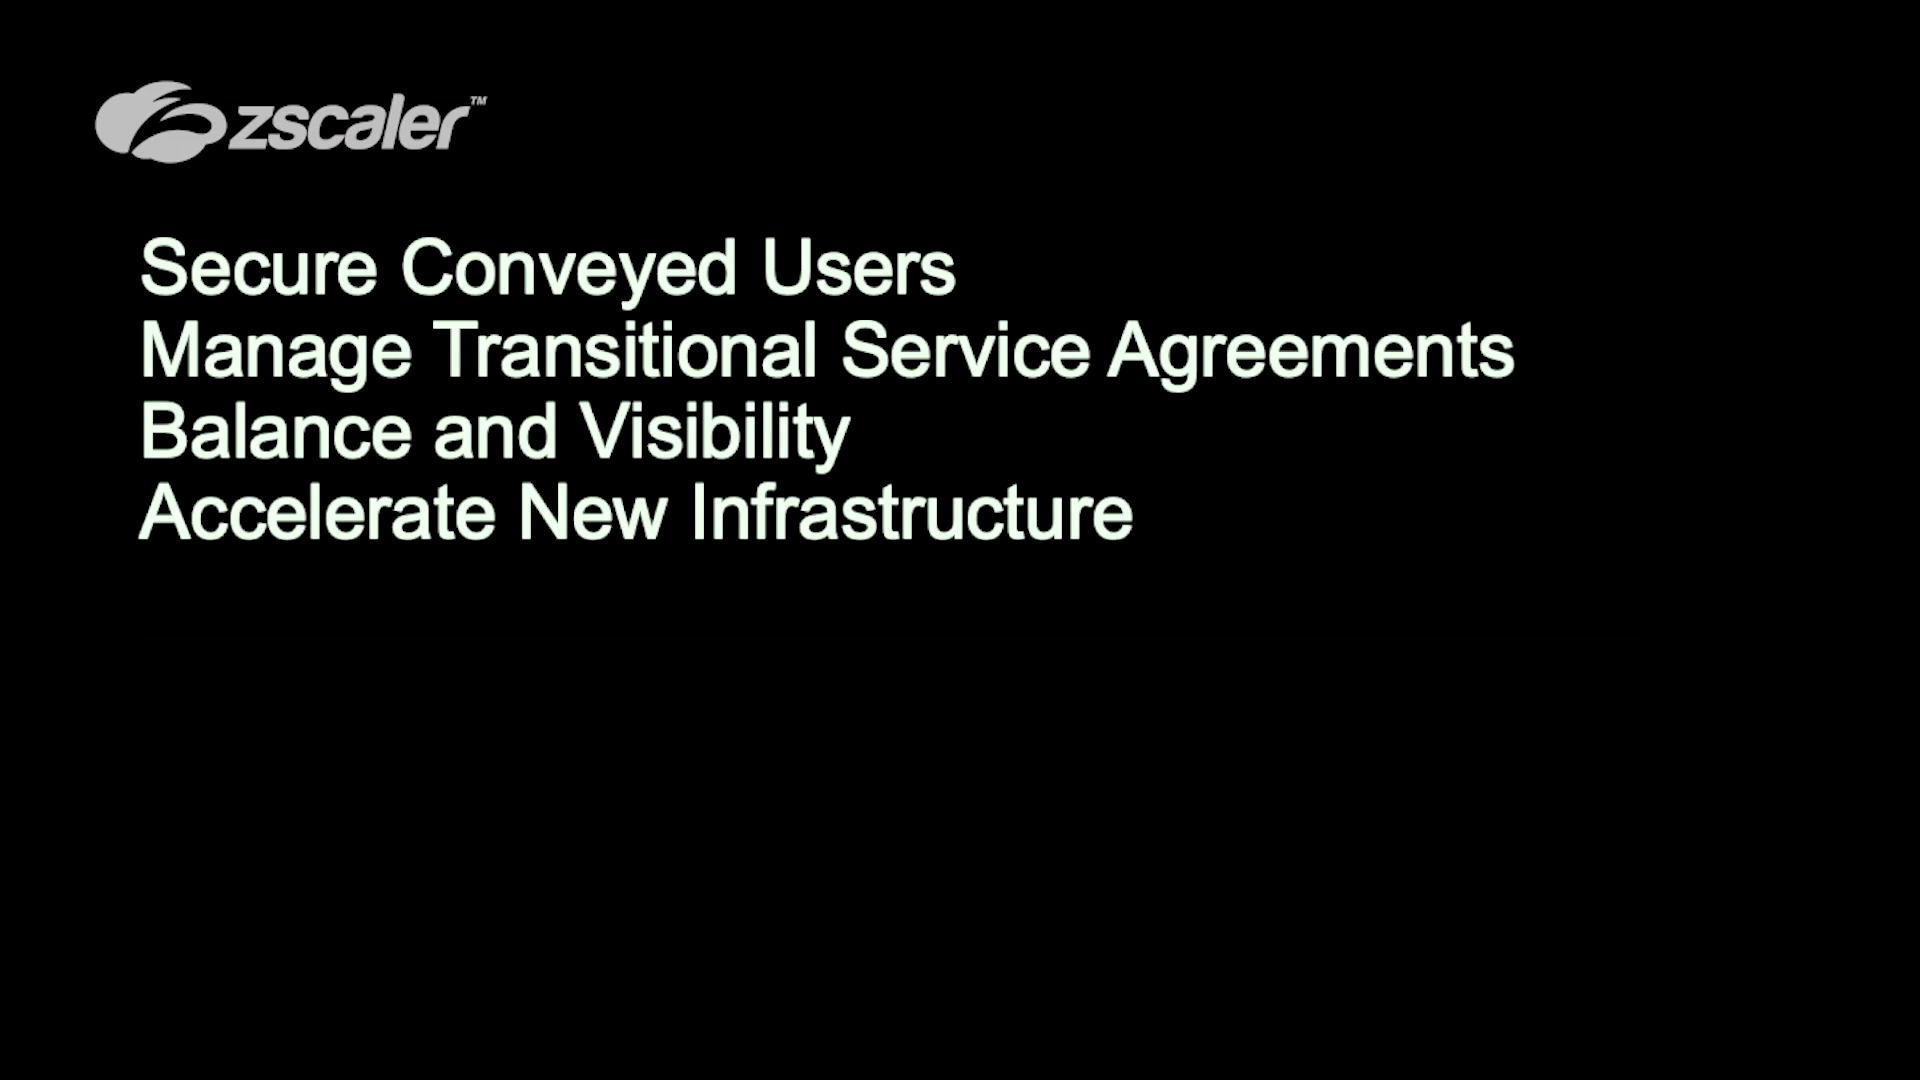 zscaler™
Secure Conveyed Users
Manage Transitional Service Agreements
Balance and Visibility
Accelerate New Infrastructure